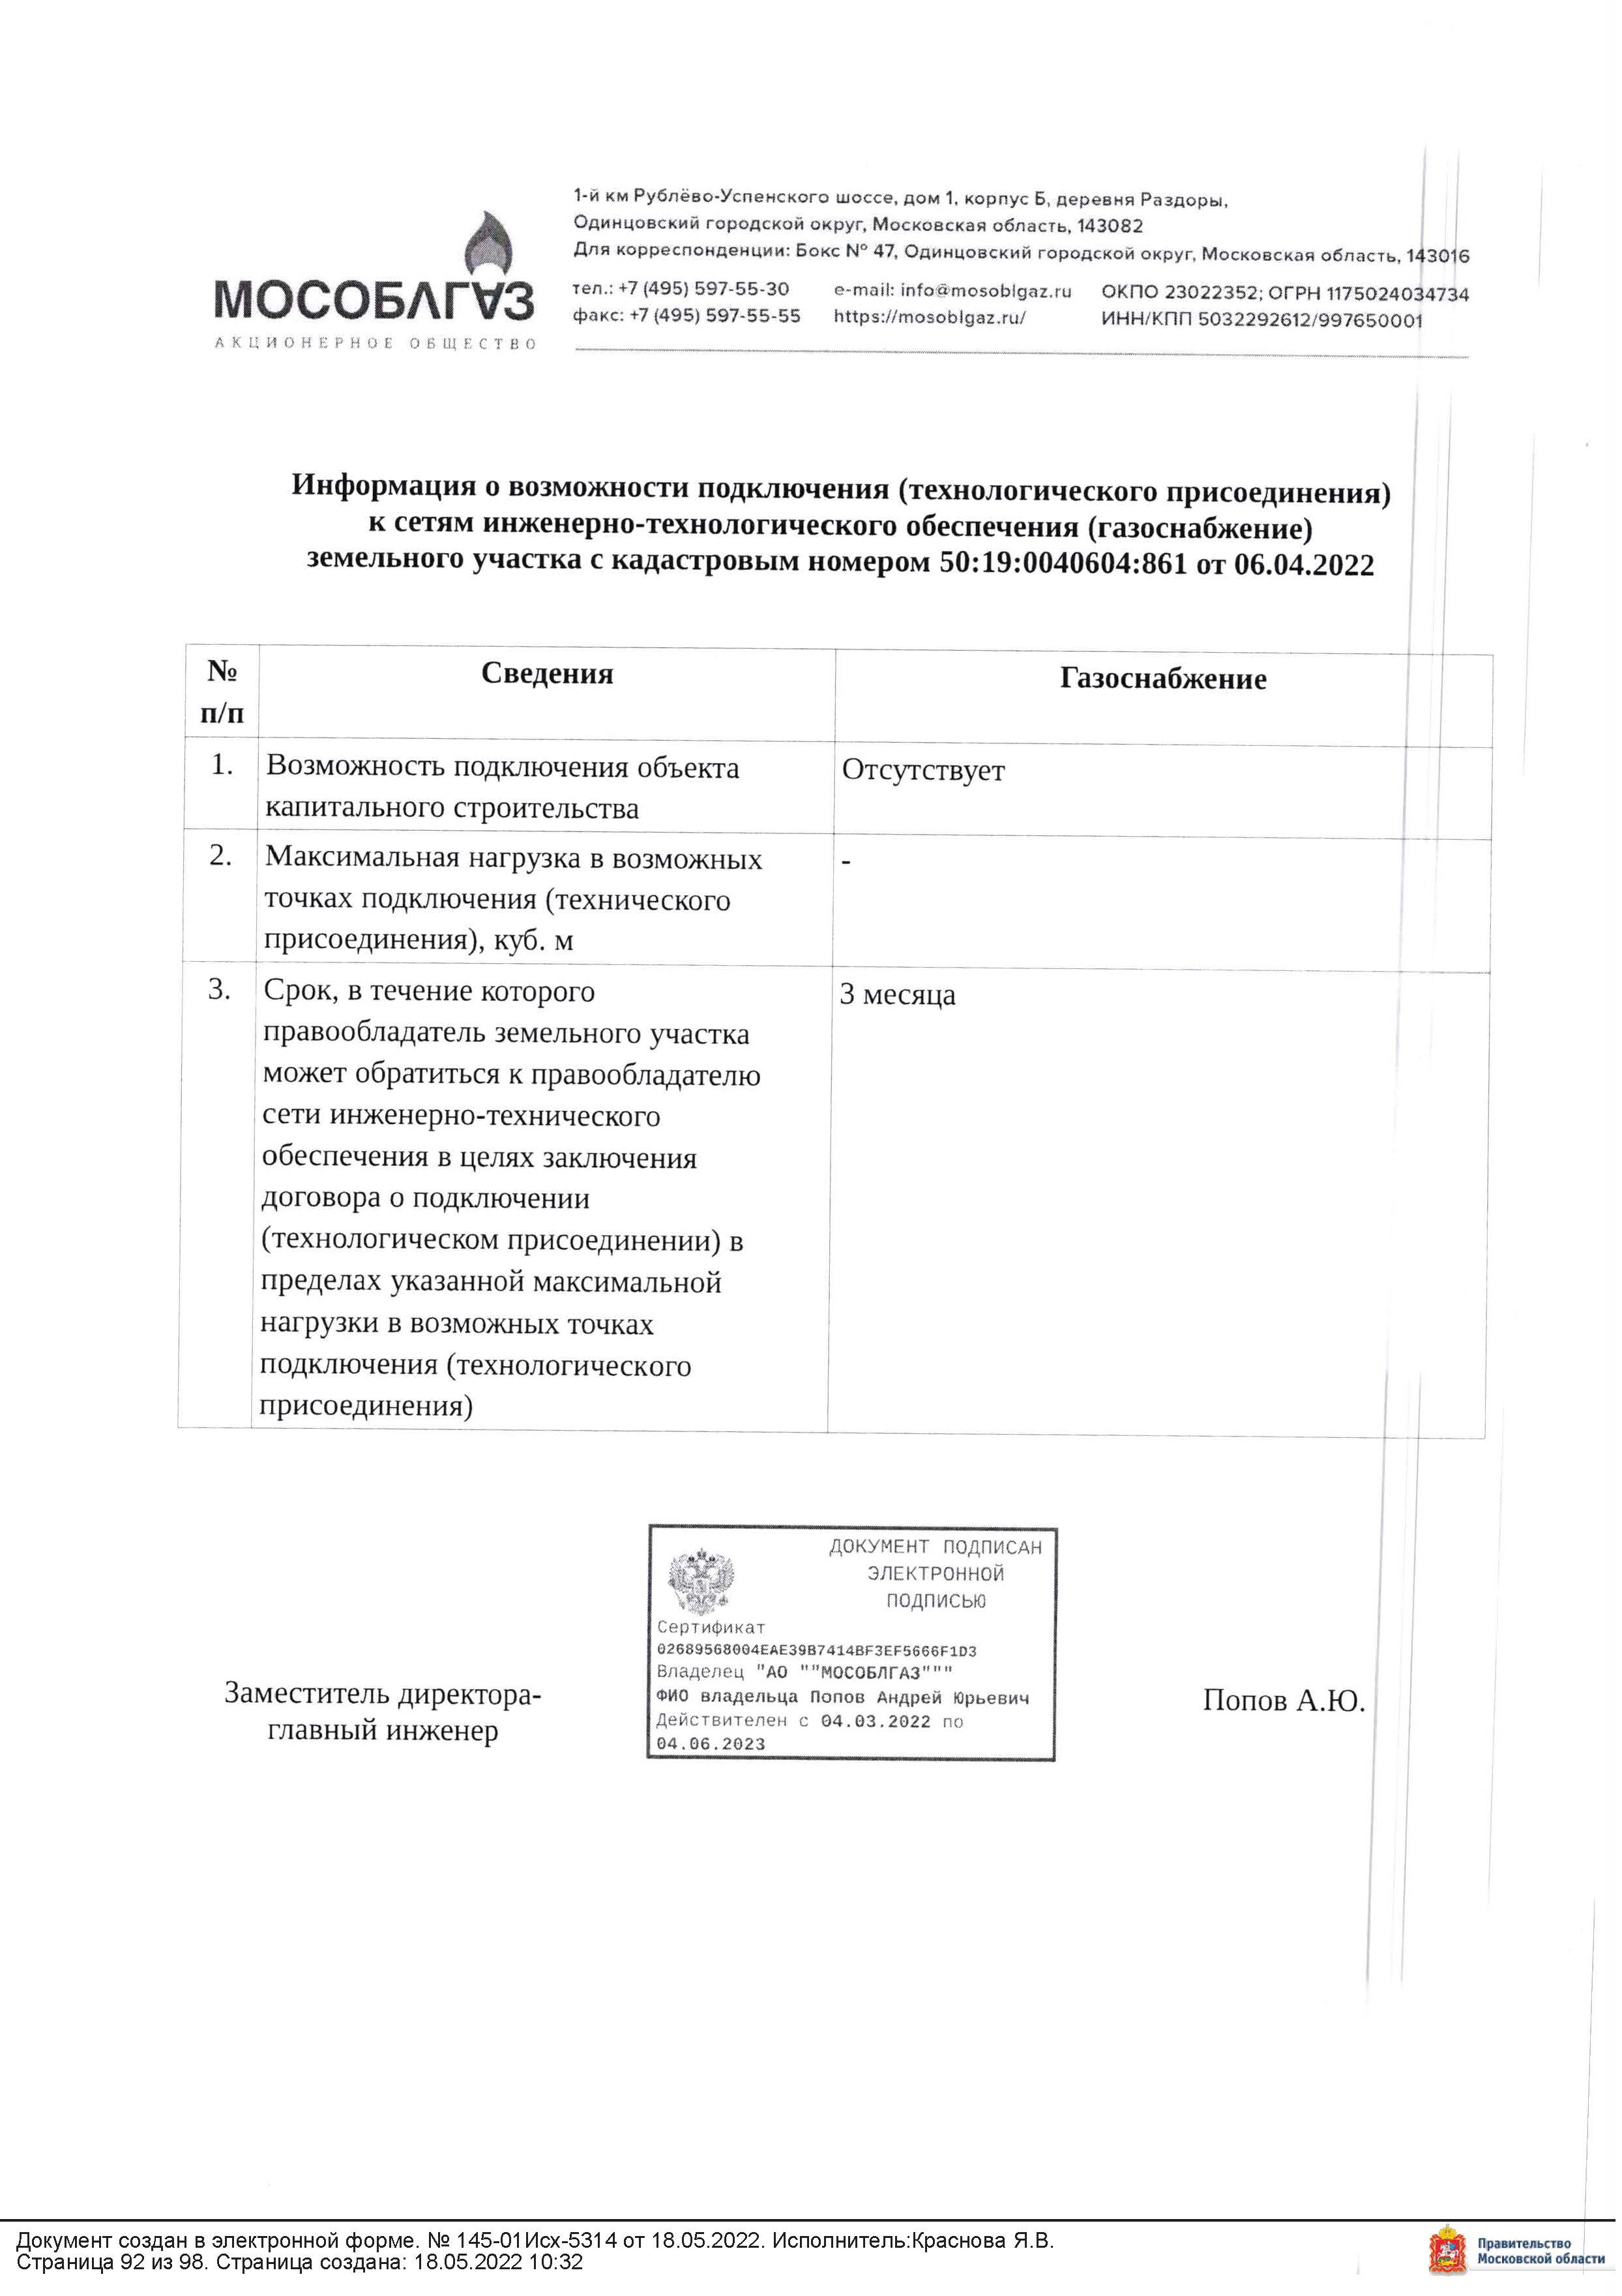 1-й км Рублёво-Успенского шоссе, дом 1, корпус Б, деревня Раздоры,
Одинцовский городской округ, Московская область, 143082
Для корреспонденции: Бокс № 47, Одинцовский городской округ, Московская область, 143016
МОСОБЛГАЗ
АКЦИОНЕРНОЕ ОБЩЕСТВО
тел.: +7 (495) 597-55-30 e-mail: info@mosoblgaz.ru ОКПО 23022352; ОГРН 1175024034734
факс: +7 (495) 597-55-55 https://mosoblgaz.ru/ ИНН/КПП 5032292612/997650001
Информация о возможности подключения (технологического присоединения)
к сетям инженерно-технологического обеспечения (газоснабжение)
земельного участка с кадастровым номером 50:19:0040604:861 от 06.04.2022
№ п/п
Сведения
Газоснабжение
1.
Возможность подключения объекта
капитального строительства
Отсутствует
2.
Максимальная нагрузка в возможных
точках подключения (технического
присоединения), куб. м
-
3.
Срок, в течение которого
правообладатель земельного участка
может обратиться к правообладателю
сети инженерно-технического
обеспечения в целях заключения
договора о подключении
(технологическом присоединении) в
пределах указанной максимальной
нагрузки в возможных точках
подключения (технологического
присоединения)
3 месяца
Заместитель директора-
главный инженер
ДОКУМЕНТ ПОДПИСАН
ЭЛЕКТРОННОЙ
ПОДПИСЬЮ
Сертификат
02689568004EAE39B7414BF3EF5666F1D3
Владелец "АО ""МОСОБЛГАЗ"""
ФИО владельца Попов Андрей Юрьевич
Действителен с 04.03.2022 по
04.06.2023
Попов А.Ю.
Документ создан в электронной форме. № 145-01Исх-5314 от 18.05.2022. Исполнитель:Краснова Я.В.
Страница 92 из 98. Страница создана: 18.05.2022 10:32
Правительство
Московской области